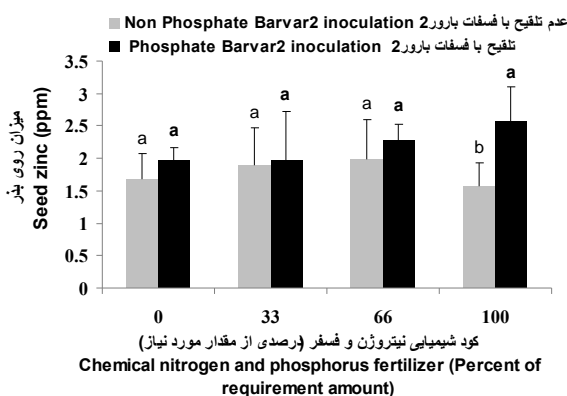 Non Phosphate Barvar2 inoculation عدم تلقیح با فسفات بارور2
Phosphate Barvar2 inoculation تلقیح با فسفات بارور2
میزان روی بذر
Seed zinc (ppm)
3.5
3
2.5
2
1.5
1
0.5
0
a a a a a a b a
0 33 66 100
کود شیمیایی نیتروژن و فسفر (درصدی از مقدار مورد نیاز)
Chemical nitrogen and phosphorus fertilizer (Percent of
requirement amount)